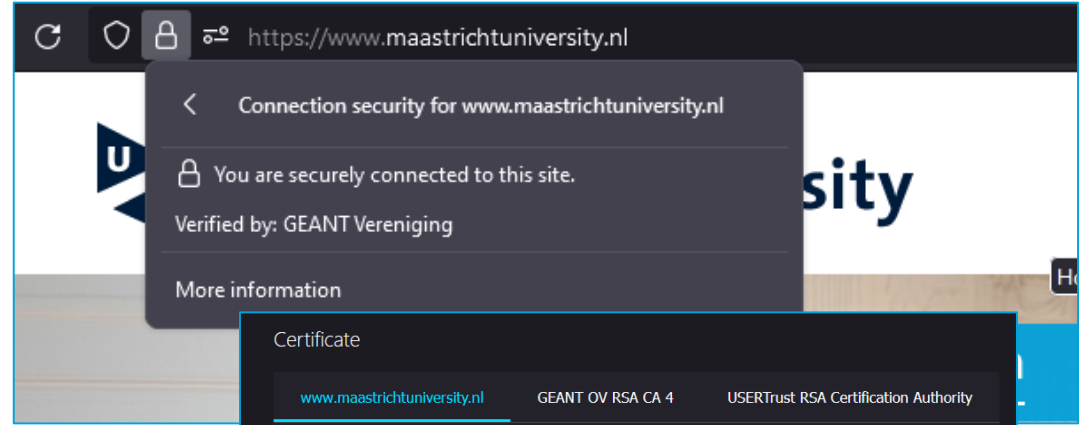 https://www.maastrichtuniversity.nl
Connection security for www.maastrichtuniversity.nl
U
You are securely connected to this site.
sity
Verified by: GEANT Vereniging
More information
Certificate
www.maastrichtuniversity.nl GEANT OV RSA CA 4 USERTrust RSA Certification Authority